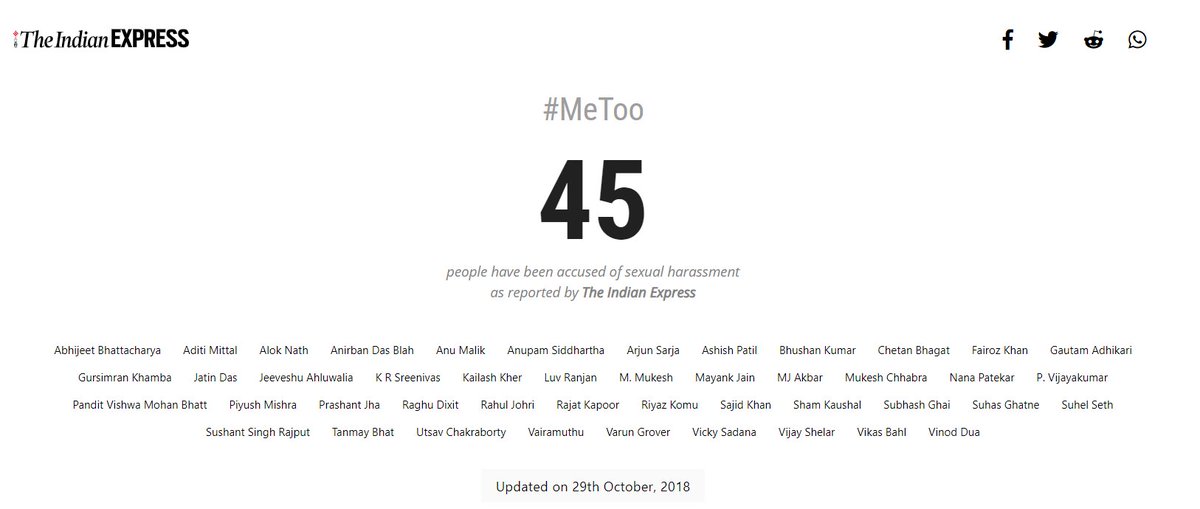 The Indian EXPRESS
#MeToo
45
people have been accused of sexual harassment
as reported by The Indian Express
Abhijeet Bhattacharya Aditi Mittal Alok Nath Anirban Das Blah Anu Malik Anupam Siddhartha Arjun Sarja Ashish Patil Bhushan Kumar Chetan Bhagat Fairoz Khan Gautam Adhikari
Gursimran Khamba Jatin Das Jeeveshu Ahluwalia K R Sreenivas Kailash Kher Luv Ranjan M. Mukesh Mayank Jain MJ Akbar Mukesh Chhabra Nana Patekar P. Vijayakumar
Pandit Vishwa Mohan Bhatt Piyush Mishra Prashant Jha Raghu Dixit Rahul Johri Rajat Kapoor Riyaz Komu Sajid Khan Sham Kaushal Subhash Ghai Suhas Ghatne Suhel Seth
Sushant Singh Rajput Tanmay Bhat Utsav Chakraborty Vairamuthu Varun Grover Vicky Sadana Vijay Shelar Vikas Bahl Vinod Dua
Updated on 29th October, 2018